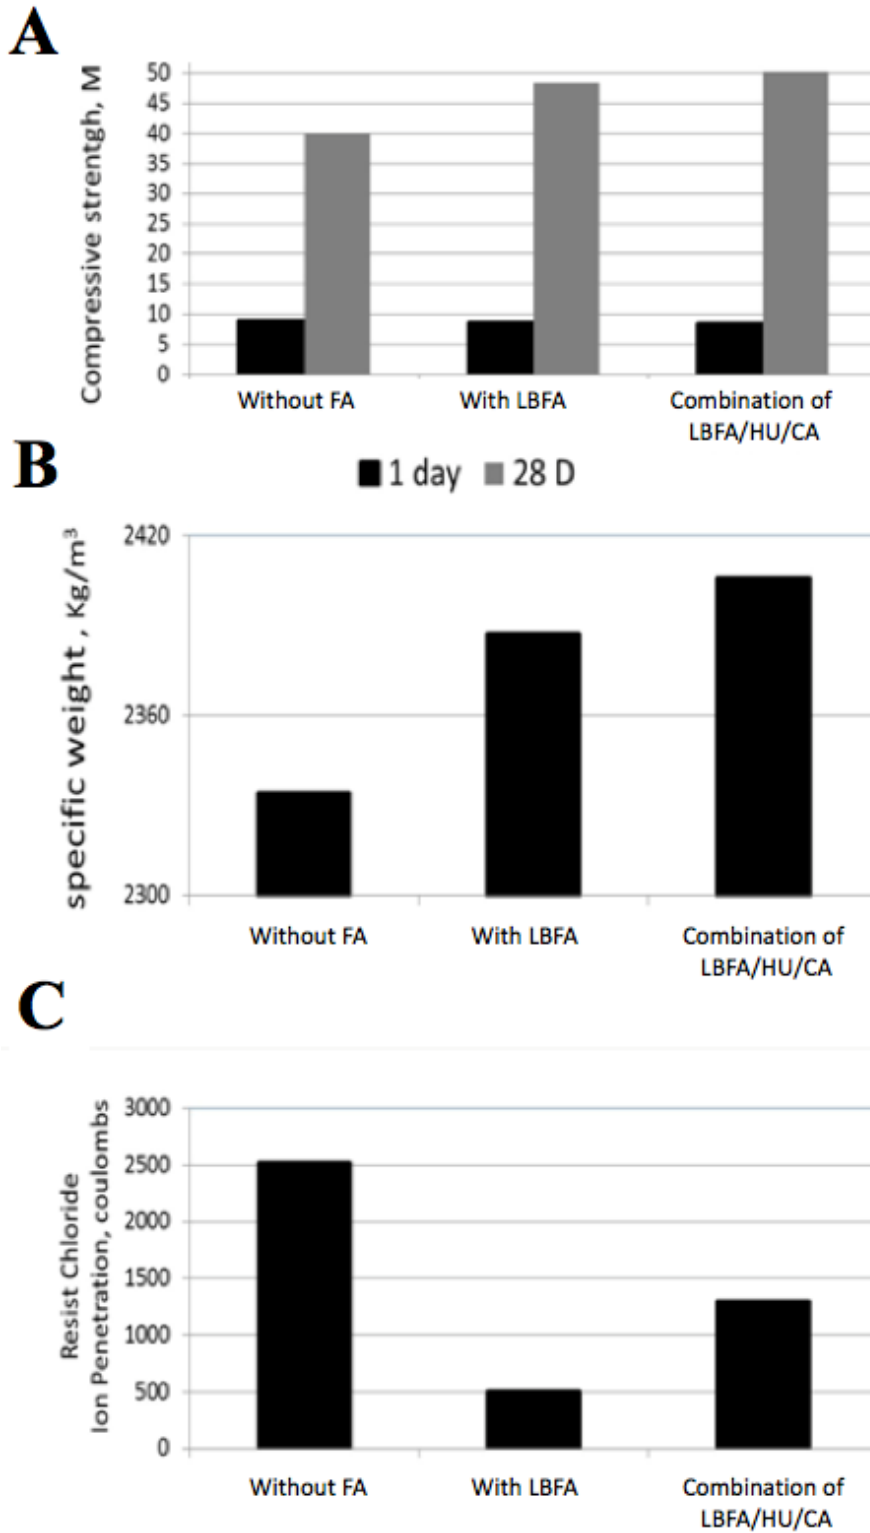 A
Compressive strentgh, M
50
45
40
35
30
25
20
15
10
5
0
Without FA
With LBFA
Combination of
LBFA/HU/CA
1 day
28 D
B
specific weight , Kg/m³
2420
2360
2300
Without FA
With LBFA
Combination of
LBFA/HU/CA
C
Resist Chloride
Ion Penetration, coulombs
3000
2500
2000
1500
1000
500
0
Without FA
With LBFA
Combination of
LBFA/HU/CA